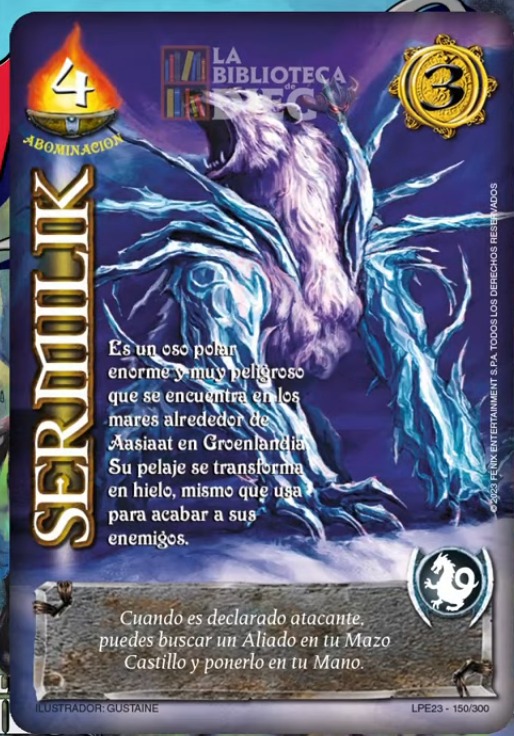 4
ABOMINACIÓN
LA
BIBLIOTECA
de
3
SERMILIK
Es un oso polar
enorme y muy peligroso
que se encuentra en los
mares alrededor de
Aasiaat en Groenlandia
Su pelaje se transforma
en hielo, mismo que usa
para acabar a sus
enemigos.
© 2023 FENIX ENTERTAINMENT S.P.A. TODOS LOS DERECHOS RESERVADOS
Cuando es declarado atacante,
puedes buscar un Aliado en tu Mazo
Castillo y ponerlo en tu Mano.
ILUSTRADOR: GUSTAINE
LPE23 - 150/300